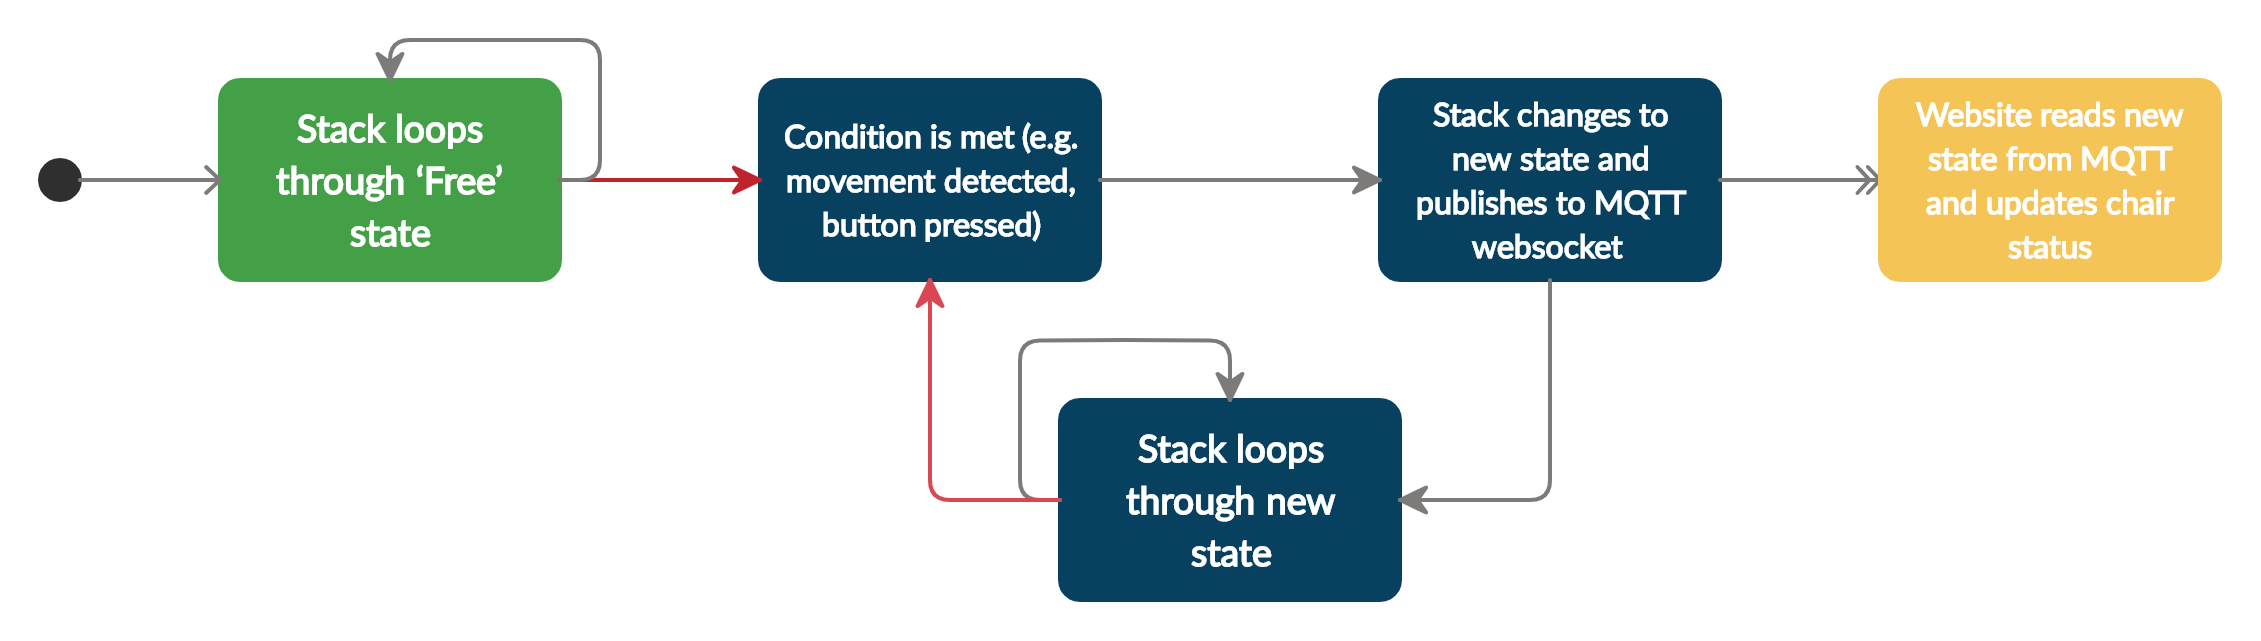 Stack loops
through ‘Free’
state
Condition is met (e.g.
movement detected,
button pressed)
Stack changes to
new state and
publishes to MQTT
websocket
Website reads new
state from MQTT
and updates chair
status
Stack loops
through new
state